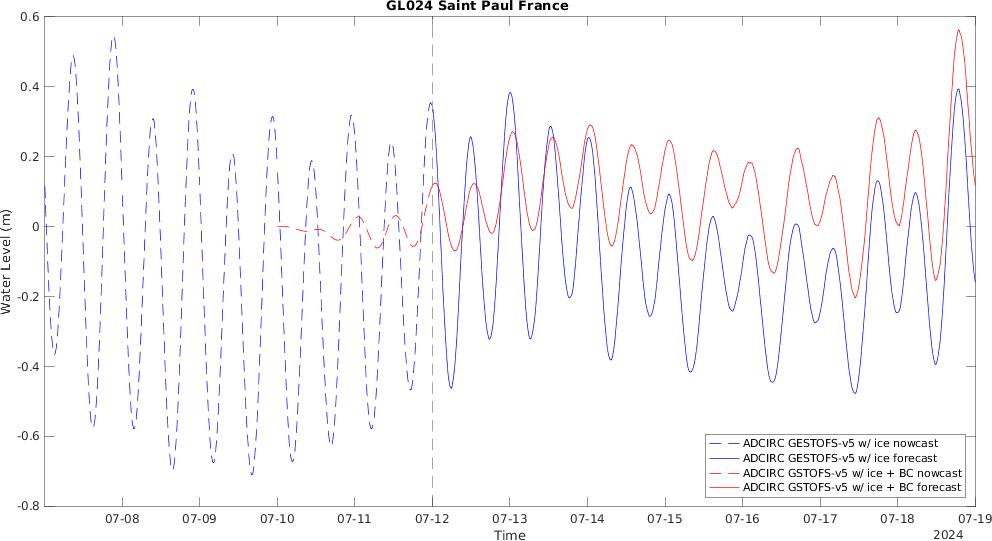 GL024 Saint Paul France
Water Level (m)
0.6
0.4
0.2
0
-0.2
-0.4
-0.6
-0.8
ADCIRC GESTOFS-v5 w/ ice nowcast
ADCIRC GESTOFS-v5 w/ ice forecast
ADCIRC GSTOFS-v5 w/ ice + BC nowcast
ADCIRC GSTOFS-v5 w/ ice + BC forecast
07-08 07-09 07-10 07-11 07-12 07-13 07-14 07-15 07-16 07-17 07-18 07-19
Time
2024